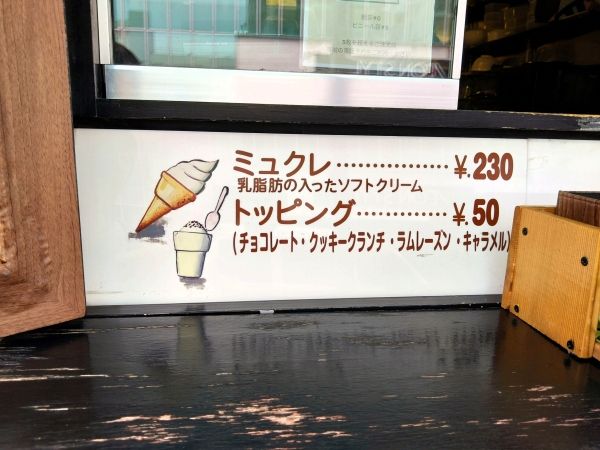 ミュクレ……………¥.230
乳脂肪の入ったソフトクリーム
トッピング…………¥.50
(チョコレート・クッキークランチ・ラムレーズン・キャラメル)